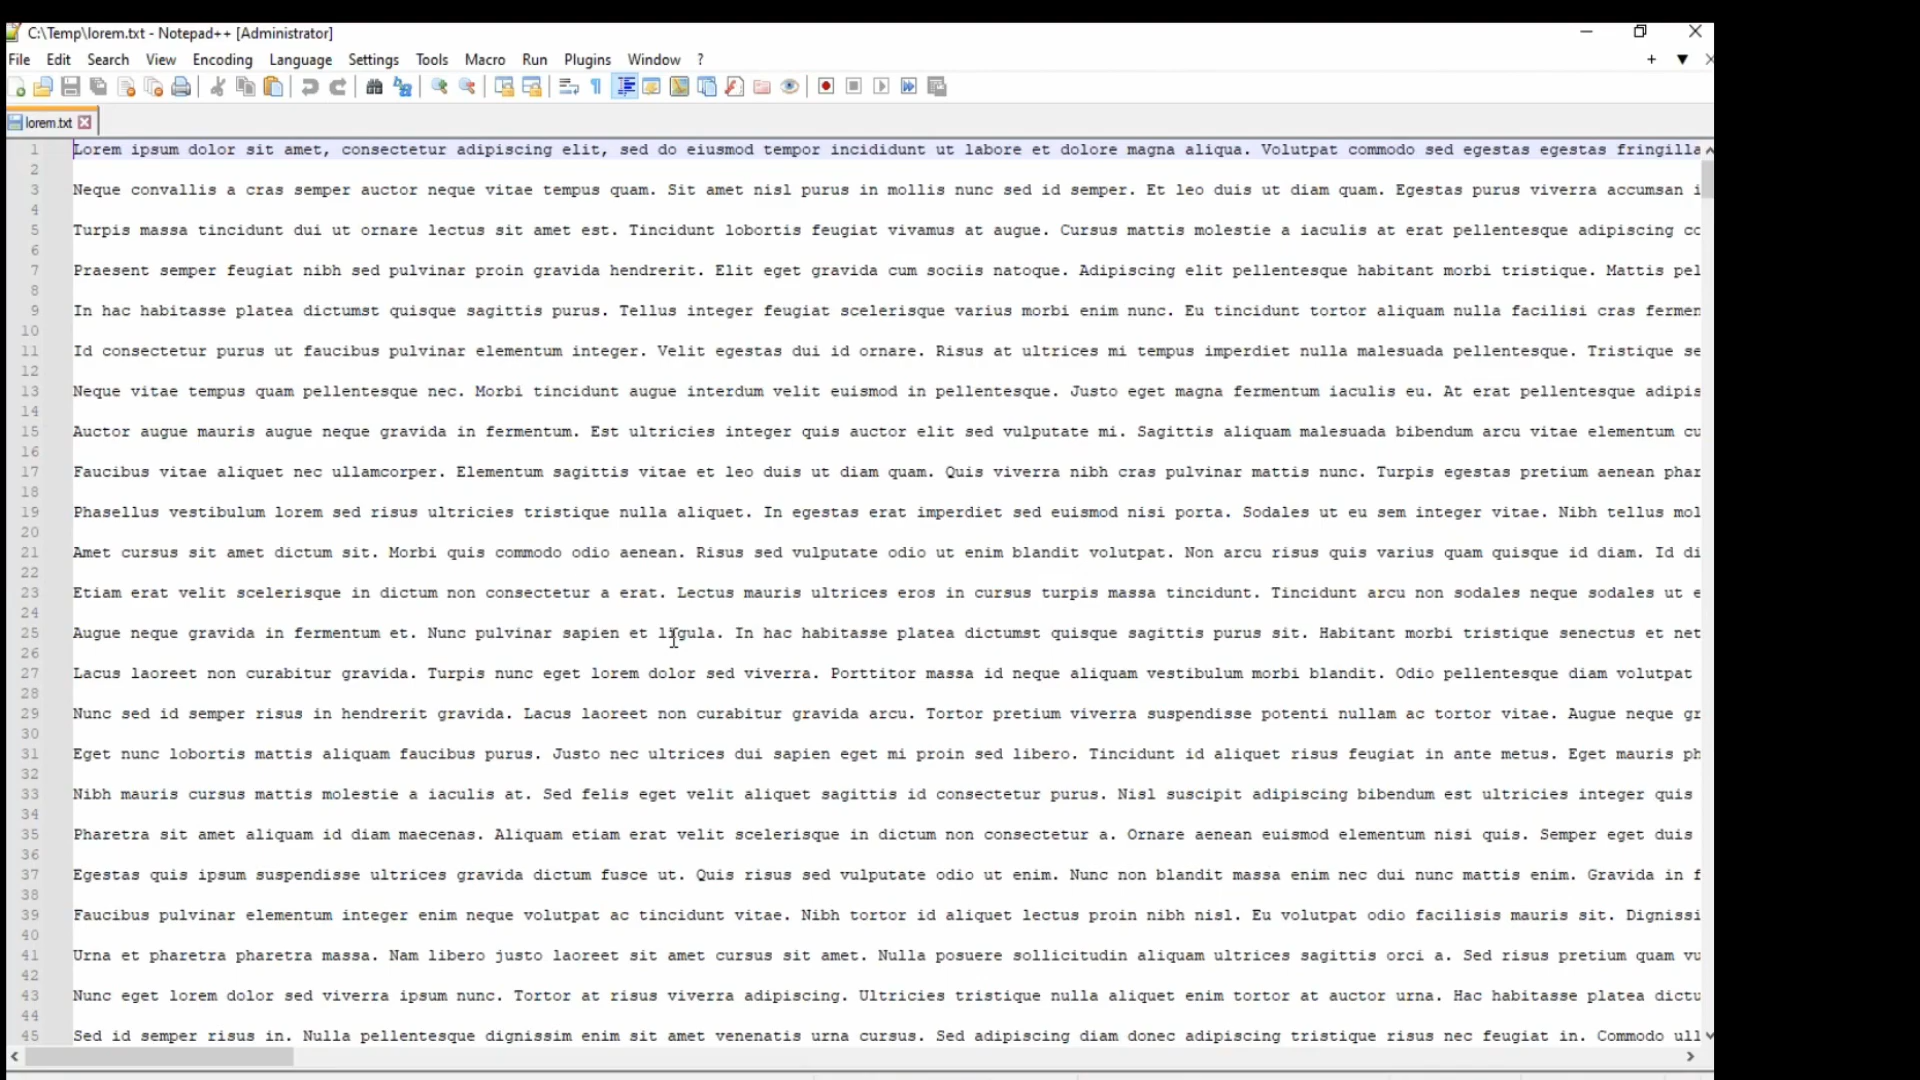 C:\Temp\lorem.txt - Notepad++ [Administrator]
File Edit Search View Encoding Language Settings Tools Macro Run Plugins Window ?
lorem.txt
1 Lorem ipsum dolor sit amet, consectetur adipiscing elit, sed do eiusmod tempor incididunt ut labore et dolore magna aliqua. Volutpat commodo sed egestas egestas fringilla
2
3 Neque convallis a cras semper auctor neque vitae tempus quam. Sit amet nisl purus in mollis nunc sed id semper. Et leo duis ut diam quam. Egestas purus viverra accumsan i
4
5 Turpis massa tincidunt dui ut ornare lectus sit amet est. Tincidunt lobortis feugiat vivamus at augue. Cursus mattis molestie a iaculis at erat pellentesque adipiscing cc
6
7 Praesent semper feugiat nibh sed pulvinar proin gravida hendrerit. Elit eget gravida cum sociis natoque. Adipiscing elit pellentesque habitant morbi tristique. Mattis pel
8
9 In hac habitasse platea dictumst quisque sagittis purus. Tellus integer feugiat scelerisque varius morbi enim nunc. Eu tincidunt tortor aliquam nulla facilisi cras fermen
10
11 Id consectetur purus ut faucibus pulvinar elementum integer. Velit egestas dui id ornare. Risus at ultrices mi tempus imperdiet nulla malesuada pellentesque. Tristique se
12
13 Neque vitae tempus quam pellentesque nec. Morbi tincidunt augue interdum velit euismod in pellentesque. Justo eget magna fermentum iaculis eu. At erat pellentesque adipis
14
15 Auctor augue mauris augue neque gravida in fermentum. Est ultricies integer quis auctor elit sed vulputate mi. Sagittis aliquam malesuada bibendum arcu vitae elementum cu
16
17 Faucibus vitae aliquet nec ullamcorper. Elementum sagittis vitae et leo duis ut diam quam. Quis viverra nibh cras pulvinar mattis nunc. Turpis egestas pretium aenean phar
18
19 Phasellus vestibulum lorem sed risus ultricies tristique nulla aliquet. In egestas erat imperdiet sed euismod nisi porta. Sodales ut eu sem integer vitae. Nibh tellus mol
20
21 Amet cursus sit amet dictum sit. Morbi quis commodo odio aenean. Risus sed vulputate odio ut enim blandit volutpat. Non arcu risus quis varius quam quisque id diam. Id di
22
23 Etiam erat velit scelerisque in dictum non consectetur a erat. Lectus mauris ultrices eros in cursus turpis massa tincidunt. Tincidunt arcu non sodales neque sodales ut e
24
25 Augue neque gravida in fermentum et. Nunc pulvinar sapien et ligula. In hac habitasse platea dictumst quisque sagittis purus sit. Habitant morbi tristique senectus et net
26
27 Lacus laoreet non curabitur gravida. Turpis nunc eget lorem dolor sed viverra. Porttitor massa id neque aliquam vestibulum morbi blandit. Odio pellentesque diam volutpat
28
29 Nunc sed id semper risus in hendrerit gravida. Lacus laoreet non curabitur gravida arcu. Tortor pretium viverra suspendisse potenti nullam ac tortor vitae. Augue neque gr
30
31 Eget nunc lobortis mattis aliquam faucibus purus. Justo nec ultrices dui sapien eget mi proin sed libero. Tincidunt id aliquet risus feugiat in ante metus. Eget mauris ph
32
33 Nibh mauris cursus mattis molestie a iaculis at. Sed felis eget velit aliquet sagittis id consectetur purus. Nisl suscipit adipiscing bibendum est ultricies integer quis
34
35 Pharetra sit amet aliquam id diam maecenas. Aliquam etiam erat velit scelerisque in dictum non consectetur a. Ornare aenean euismod elementum nisi quis. Semper eget duis
36
37 Egestas quis ipsum suspendisse ultrices gravida dictum fusce ut. Quis risus sed vulputate odio ut enim. Nunc non blandit massa enim nec dui nunc mattis enim. Gravida in f
38
39 Faucibus pulvinar elementum integer enim neque volutpat ac tincidunt vitae. Nibh tortor id aliquet lectus proin nibh nisl. Eu volutpat odio facilisis mauris sit. Dignissi
40
41 Urna et pharetra pharetra massa. Nam libero justo laoreet sit amet cursus sit amet. Nulla posuere sollicitudin aliquam ultrices sagittis orci a. Sed risus pretium quam vu
42
43 Nunc eget lorem dolor sed viverra ipsum nunc. Tortor at risus viverra adipiscing. Ultricies tristique nulla aliquet enim tortor at auctor urna. Hac habitasse platea dictu
44
45 Sed id semper risus in. Nulla pellentesque dignissim enim sit amet venenatis urna cursus. Sed adipiscing diam donec adipiscing tristique risus nec feugiat in. Commodo ull